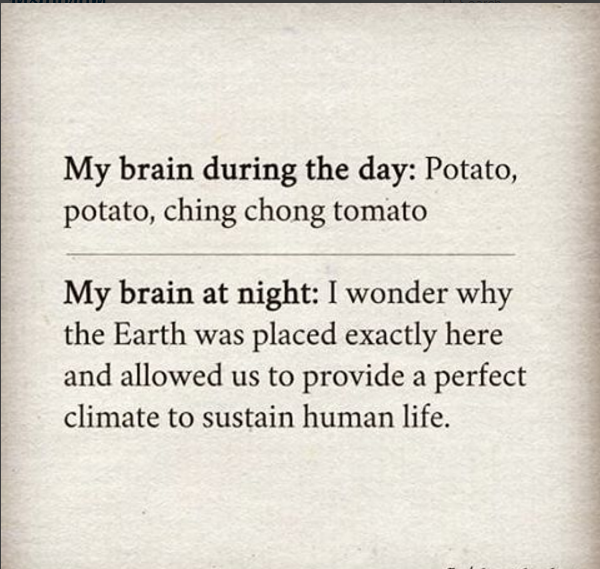 My brain during the day: Potato,
potato, ching chong tomato
My brain at night: I wonder why
the Earth was placed exactly here
and allowed us to provide a perfect
climate to sustain human life.